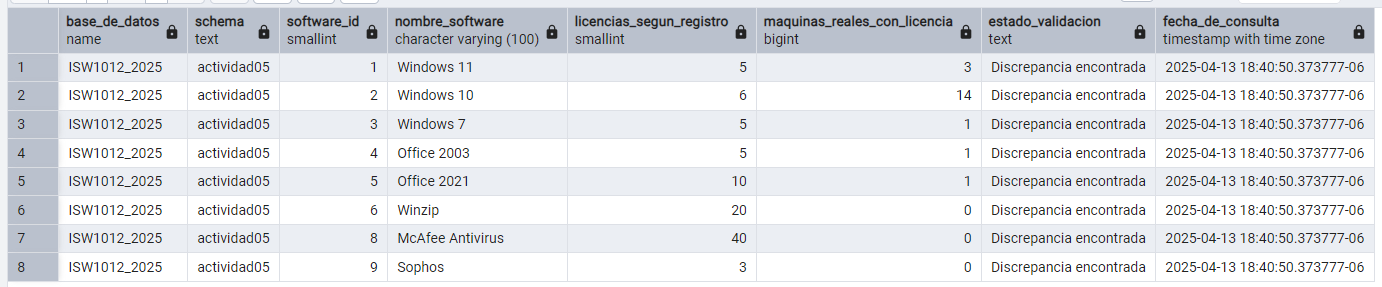 base_de_datos name schema text software_id smallint nombre_software character varying (100) licencias_segun_registro smallint maquinas_reales_con_licencia bigint estado_validacion text fecha_de_consulta timestamp with time zone
1 ISW1012_2025 actividad05 1 Windows 11 5 3 Discrepancia encontrada 2025-04-13 18:40:50.373777-06
2 ISW1012_2025 actividad05 2 Windows 10 6 14 Discrepancia encontrada 2025-04-13 18:40:50.373777-06
3 ISW1012_2025 actividad05 3 Windows 7 5 1 Discrepancia encontrada 2025-04-13 18:40:50.373777-06
4 ISW1012_2025 actividad05 4 Office 2003 5 1 Discrepancia encontrada 2025-04-13 18:40:50.373777-06
5 ISW1012_2025 actividad05 5 Office 2021 10 1 Discrepancia encontrada 2025-04-13 18:40:50.373777-06
6 ISW1012_2025 actividad05 6 Winzip 20 0 Discrepancia encontrada 2025-04-13 18:40:50.373777-06
7 ISW1012_2025 actividad05 8 McAfee Antivirus 40 0 Discrepancia encontrada 2025-04-13 18:40:50.373777-06
8 ISW1012_2025 actividad05 9 Sophos 3 0 Discrepancia encontrada 2025-04-13 18:40:50.373777-06